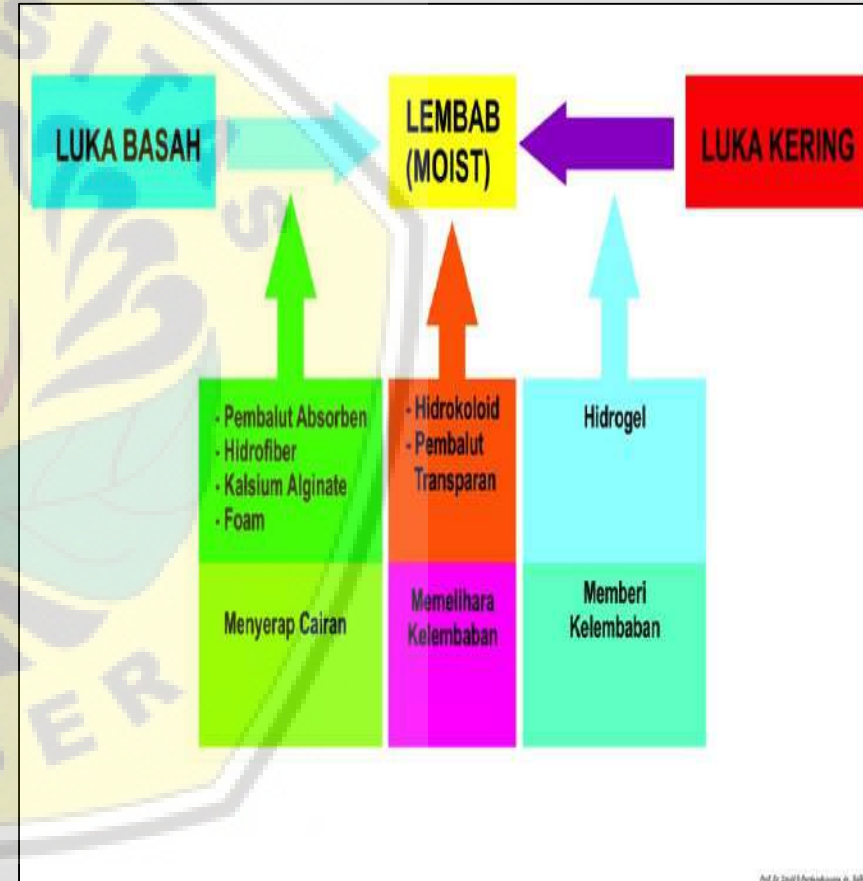 LUKA BASAH
LEMBAB
(MOIST)
LUKA KERING
- Pembalut Absorben
- Hidrofiber
- Kalsium Alginate
- Foam
- Hidrokoloid
- Pembalut
Transparan
Hidrogel
Menyerap Cairan
Memelihara
Kelembaban
Memberi
Kelembaban